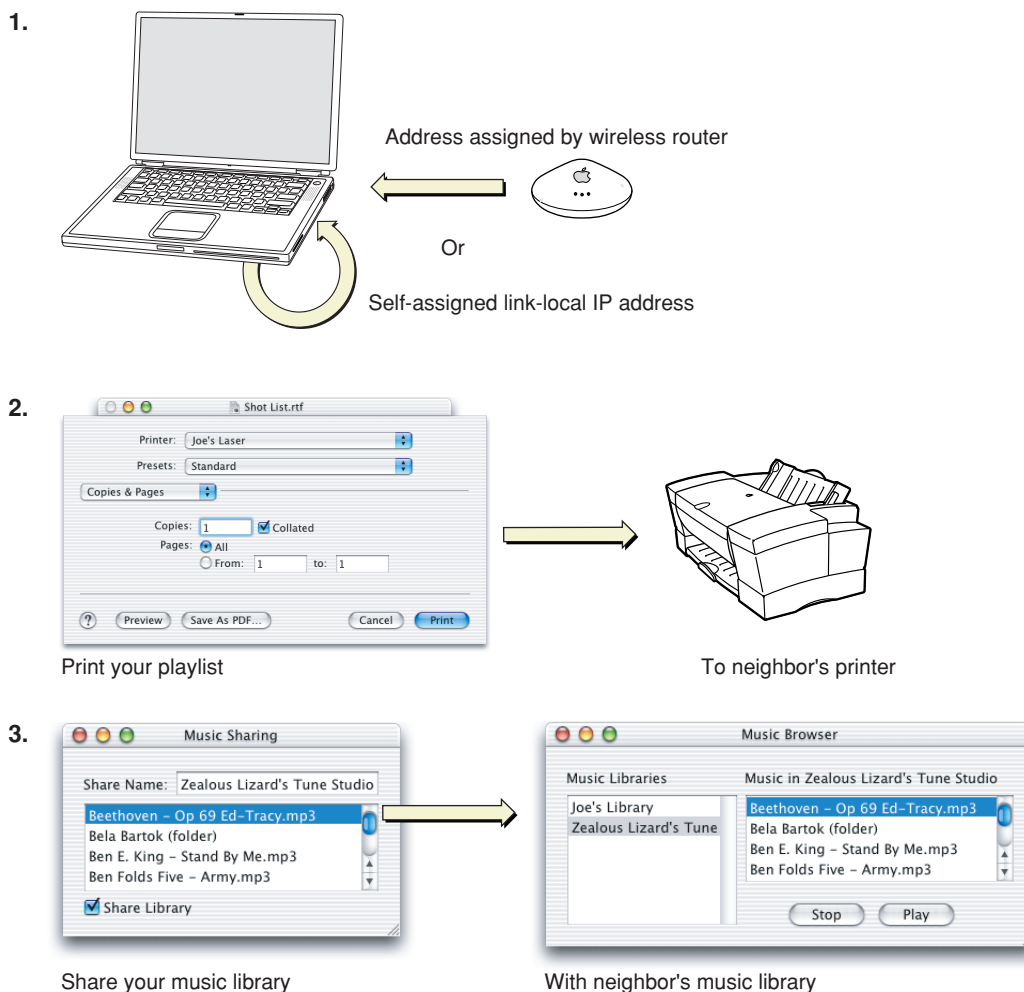 1.
Address assigned by wireless router
Or
Self-assigned link-local IP address
2.
Shot List.rtf
Printer: Joe's Laser
Presets: Standard
Copies & Pages
Copies: 1 Collated
Pages: All
From: 1 to: 1
? Preview Save As PDF... Cancel Print
Print your playlist
To neighbor's printer
3.
Music Sharing
Share Name: Zealous Lizard's Tune Studio
Beethoven – Op 69 Ed–Tracy.mp3
Bela Bartok (folder)
Ben E. King – Stand By Me.mp3
Ben Folds Five – Army.mp3
Share Library
Share your music library
Music Browser
Music Libraries
Joe's Library
Zealous Lizard's Tune
Music in Zealous Lizard's Tune Studio
Beethoven – Op 69 Ed–Tracy.mp3
Bela Bartok (folder)
Ben E. King – Stand By Me.mp3
Ben Folds Five – Army.mp3
Stop Play
With neighbor's music library